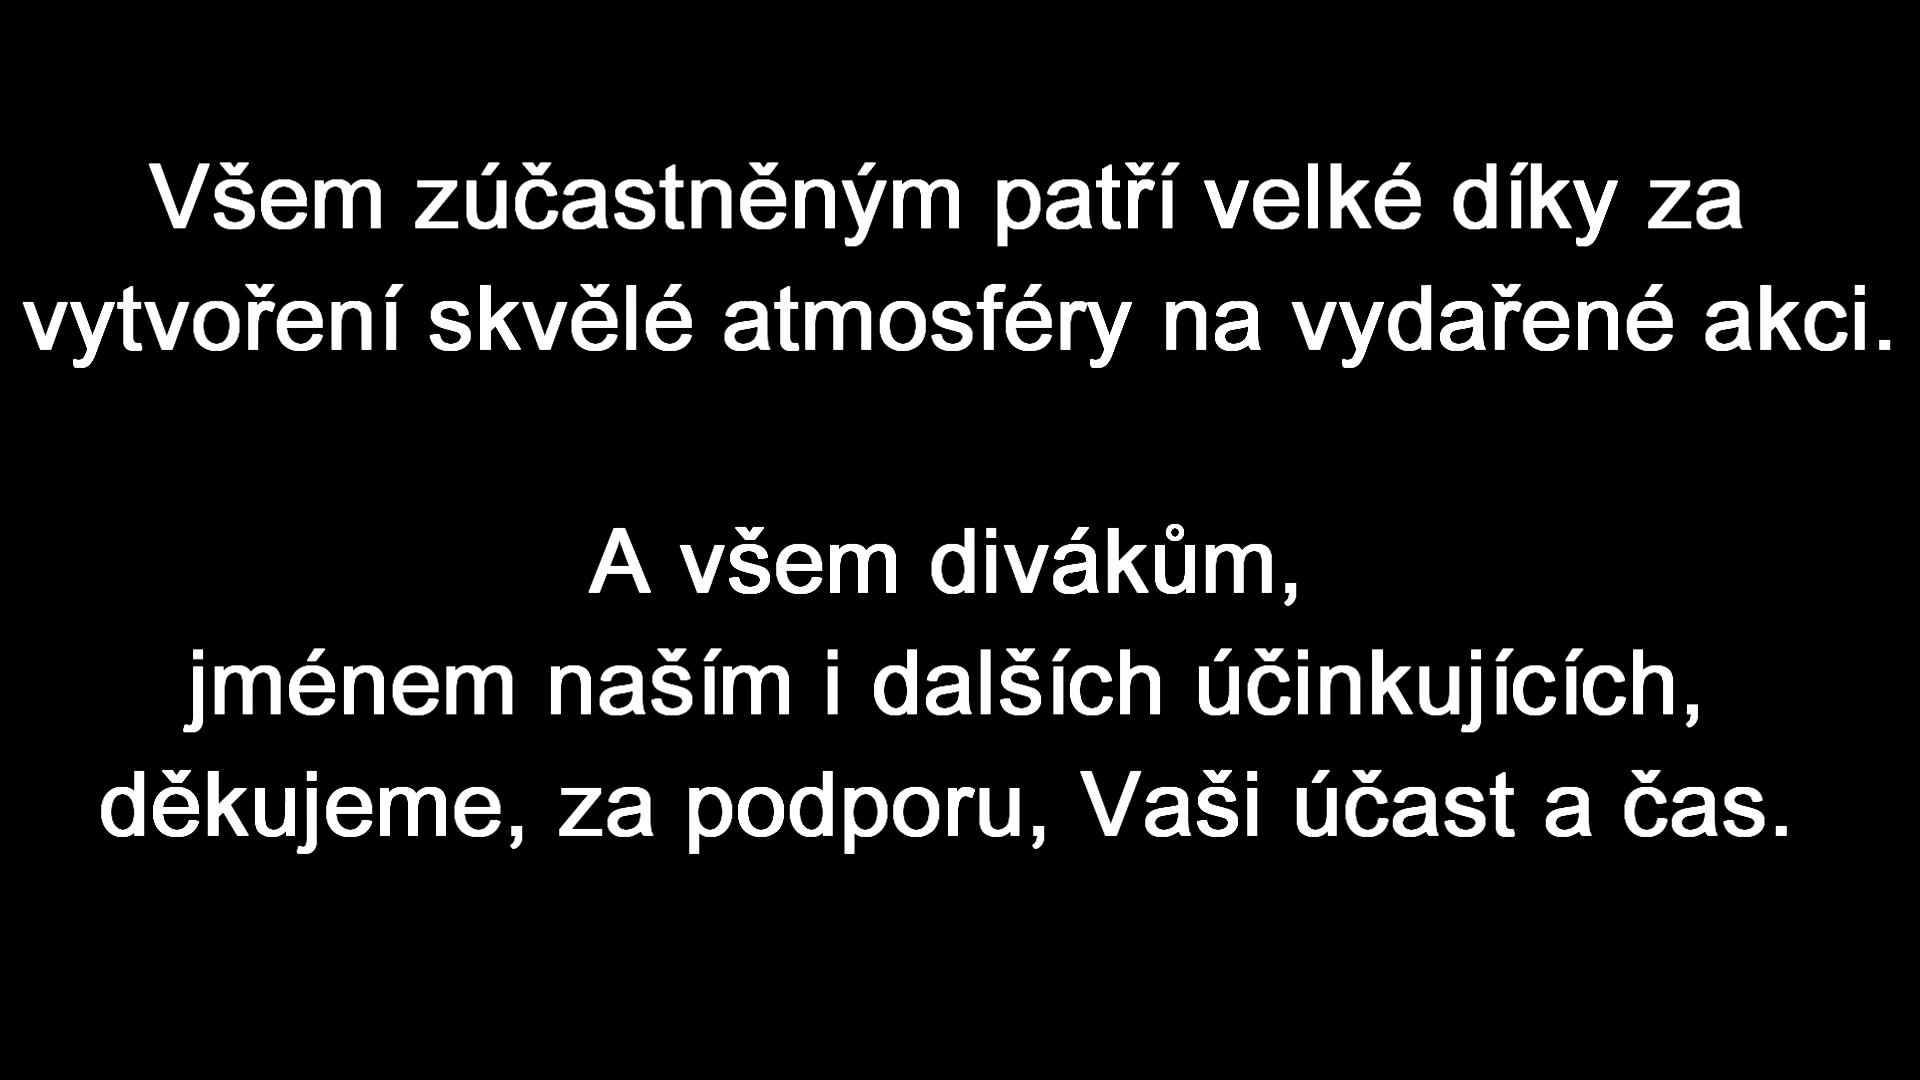 Všem zúčastněným patří velké díky za
vytvoření skvělé atmosféry na vydařené akci.
A všem divákům,
jménem naším i dalších účinkujících,
děkujeme, za podporu, Vaši účast a čas.